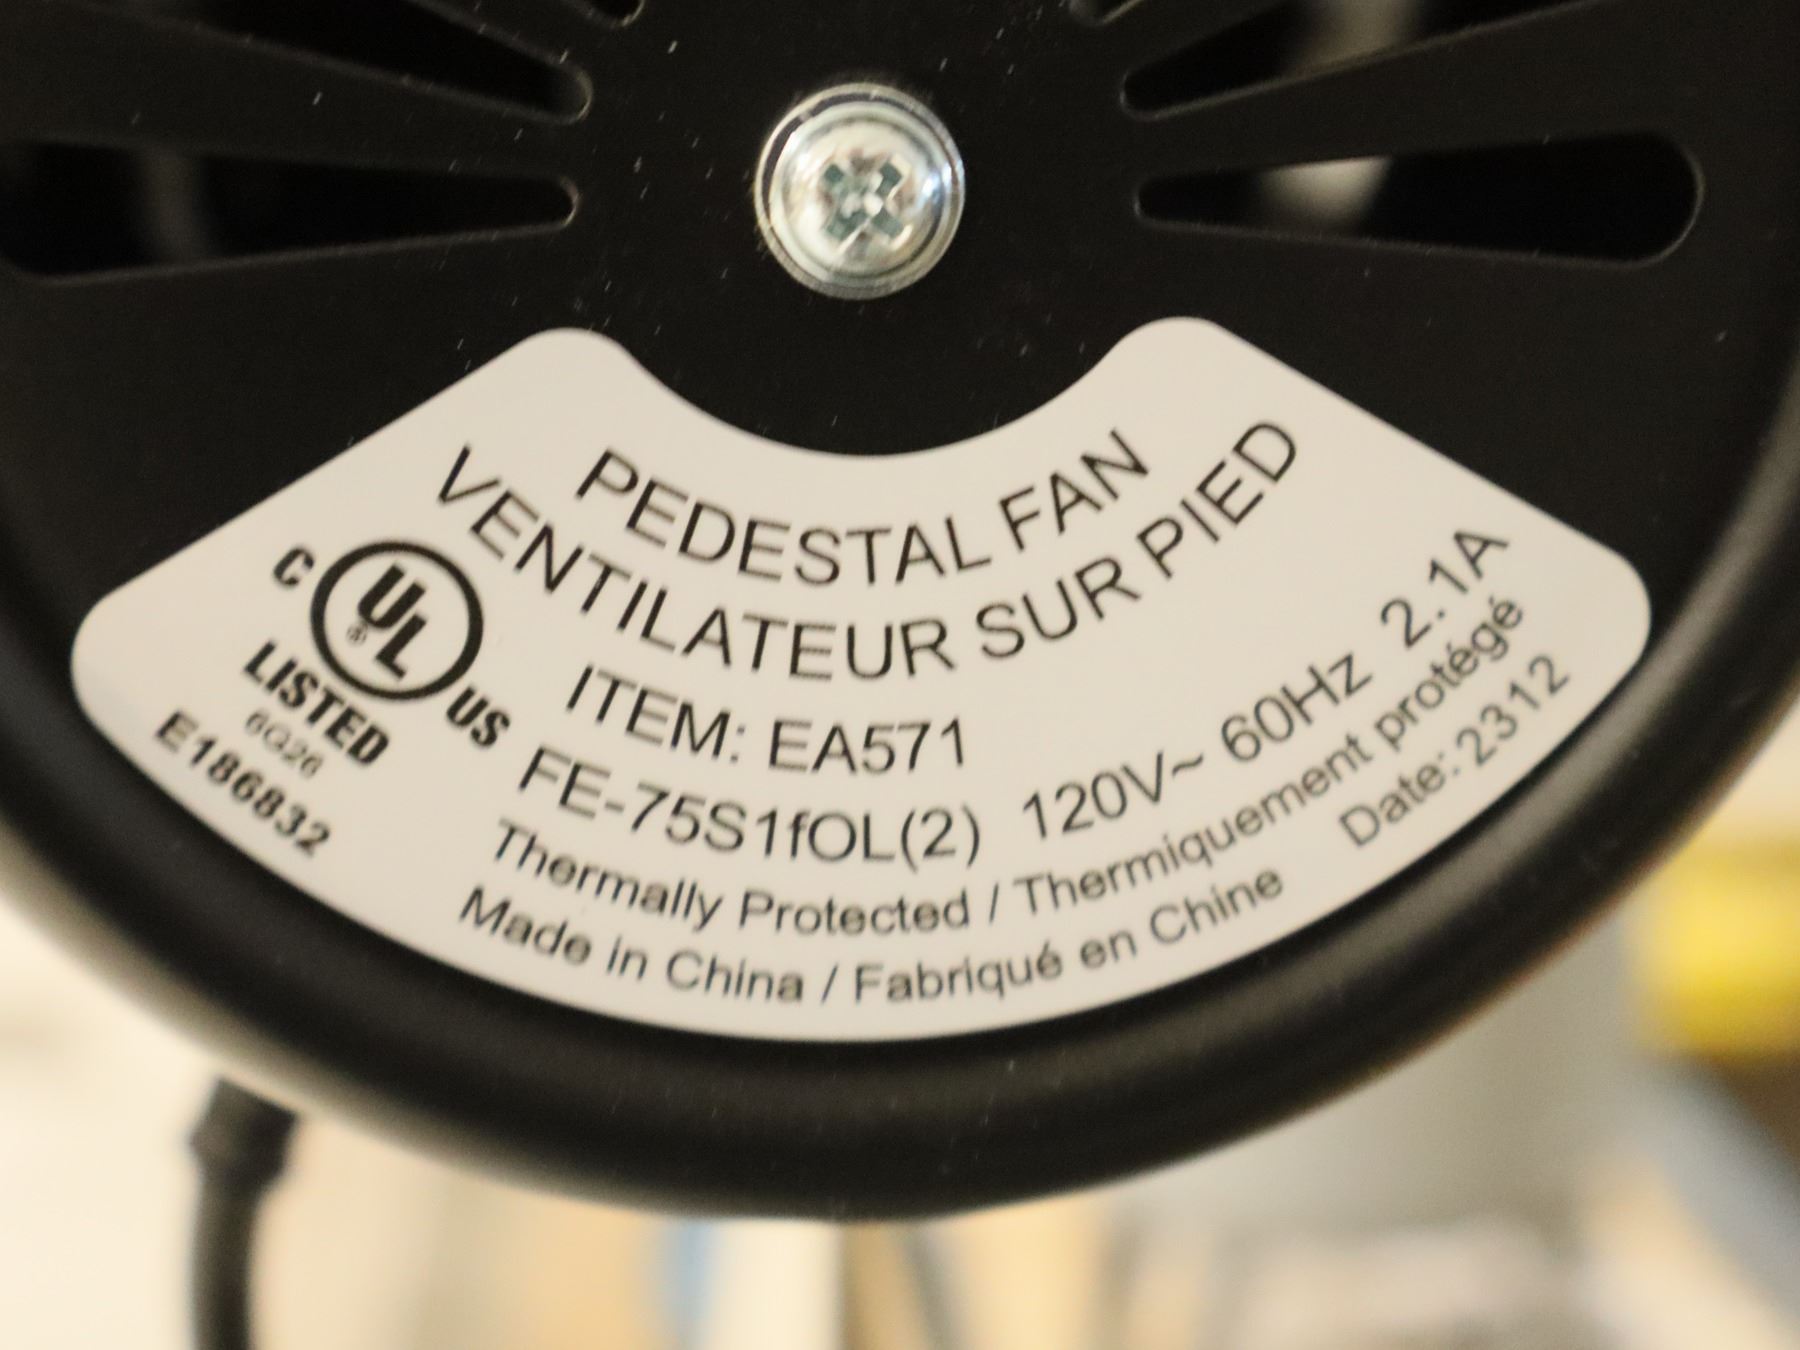 PEDESTAL FAN
VENTILATEUR SUR PIED
ITEM: EA571
FE-75S1fOL(2) 120V~ 60Hz 2.1A
Thermally Protected / Thermiquement protégé
Made in China / Fabriqué en Chine Date: 2312
C UL® US
LISTED
6G26
E186832